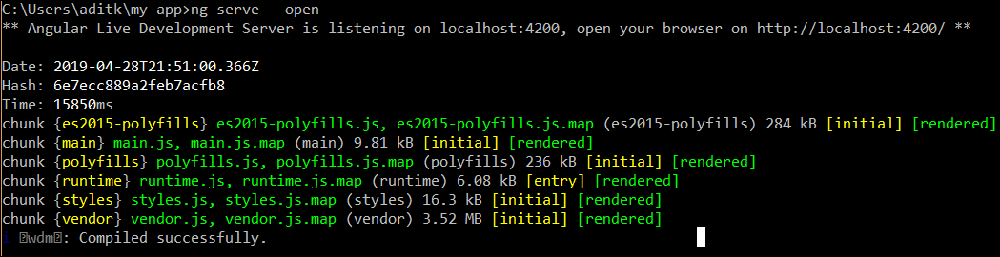 C:\Users\aditk\my-app>ng serve --open
** Angular Live Development Server is listening on localhost:4200, open your browser on http://localhost:4200/ **
Date: 2019-04-28T21:51:00.366Z
Hash: 6e7ecc889a2feb7acfb8
Time: 15850ms
chunk {es2015-polyfills} es2015-polyfills.js, es2015-polyfills.js.map (es2015-polyfills) 284 kB [initial] [rendered]
chunk {main} main.js, main.js.map (main) 9.81 kB [initial] [rendered]
chunk {polyfills} polyfills.js, polyfills.js.map (polyfills) 236 kB [initial] [rendered]
chunk {runtime} runtime.js, runtime.js.map (runtime) 6.08 kB [entry] [rendered]
chunk {styles} styles.js, styles.js.map (styles) 16.3 kB [initial] [rendered]
chunk {vendor} vendor.js, vendor.js.map (vendor) 3.52 MB [initial] [rendered]
i wdm: Compiled successfully.